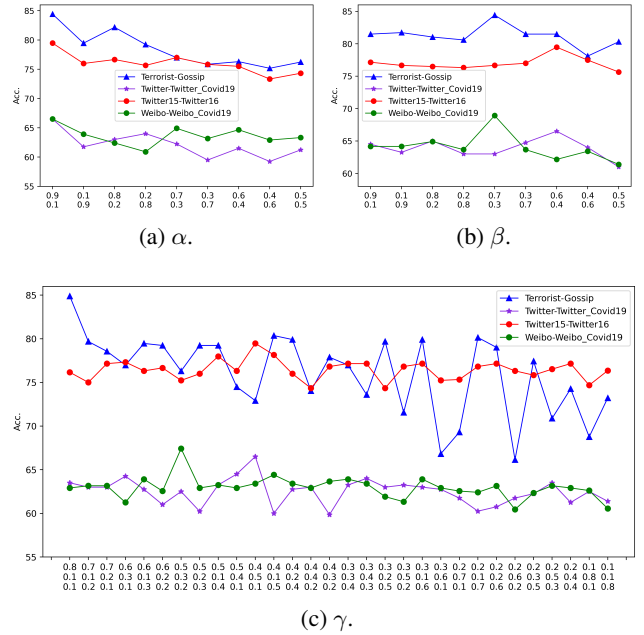 85
80
75
70
65
60
55
Acc.
Terrorist-Gossip
Twitter-Twitter_Covid19
Twitter15-Twitter16
Weibo-Weibo_Covid19
0.9 0.1 0.8 0.2 0.7 0.3 0.6 0.4 0.5
0.1 0.9 0.2 0.8 0.3 0.7 0.4 0.6 0.5
(a) α.
80
75
70
65
60
Acc.
Terrorist-Gossip
Twitter-Twitter_Covid19
Twitter15-Twitter16
Weibo-Weibo_Covid19
0.9 0.1 0.8 0.2 0.7 0.3 0.6 0.4 0.5
0.1 0.9 0.2 0.8 0.3 0.7 0.4 0.6 0.5
(b) β.
85
80
75
70
65
60
55
Acc.
Terrorist-Gossip
Twitter-Twitter_Covid19
Twitter15-Twitter16
Weibo-Weibo_Covid19
(c) γ.